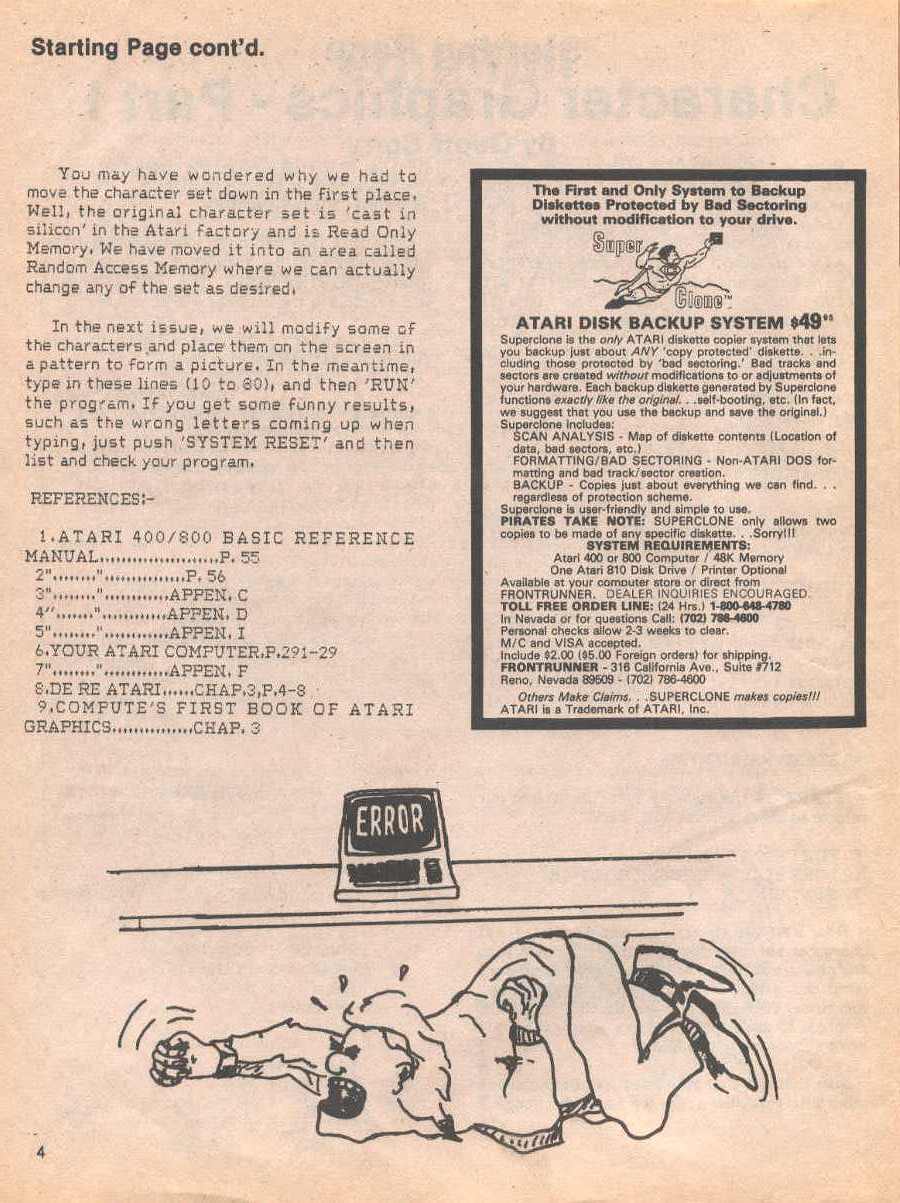 Starting Page cont'd.
You may have wondered why we had to
move the character set down in the first place.
Well, the original character set is 'cast in
silicon' in the Atari factory and is Read Only
Memory. We have moved it into an area called
Random Access Memory where we can actually
change any of the set as desired.
In the next issue, we will modify some of
the characters and place them on the screen in
a pattern to form a picture. In the meantime,
type in these lines (10 to 80), and then 'RUN'
the program. If you get some funny results,
such as the wrong letters coming up when
typing, just push 'SYSTEM RESET' and then
list and check your program.
REFERENCES:-
1.ATARI 400/800 BASIC REFERENCE
MANUAL......................P. 55
2"........"...............P. 56
3"........"............APPEN. C
4''......."............APPEN. D
5"........"............APPEN. I
6.YOUR ATARI COMPUTER.P.291-29
7"........"............APPEN. F
8.DE RE ATARI......CHAP.3,P.4-8
9.COMPUTE'S FIRST BOOK OF ATARI
GRAPHICS...............CHAP. 3
The First and Only System to Backup
Diskettes Protected by Bad Sectoring
without modification to your drive.
Super
Clone™
ATARI DISK BACKUP SYSTEM $49⁹⁵
Superclone is the only ATARI diskette copier system that lets
you backup just about ANY 'copy protected' diskette. . .in-
cluding those protected by 'bad sectoring.' Bad tracks and
sectors are created without modifications to or adjustments of
your hardware. Each backup diskette generated by Superclone
functions exactly like the original. . .self-booting, etc. (In fact,
we suggest that you use the backup and save the original.)
Superclone includes:
SCAN ANALYSIS - Map of diskette contents (Location of
data, bad sectors, etc.)
FORMATTING/BAD SECTORING - Non-ATARI DOS for-
matting and bad track/sector creation.
BACKUP - Copies just about everything we can find. . .
regardless of protection scheme.
Superclone is user-friendly and simple to use.
PIRATES TAKE NOTE: SUPERCLONE only allows two
copies to be made of any specific diskette. . .Sorry!!!
SYSTEM REQUIREMENTS:
Atari 400 or 800 Computer / 48K Memory
One Atari 810 Disk Drive / Printer Optional
Available at your computer store or direct from
FRONTRUNNER. DEALER INQUIRIES ENCOURAGED.
TOLL FREE ORDER LINE: (24 Hrs.) 1-800-648-4780
In Nevada or for questions Call: (702) 786-4600
Personal checks allow 2-3 weeks to clear.
M/C and VISA accepted.
Include $2.00 ($5.00 Foreign orders) for shipping.
FRONTRUNNER - 316 California Ave., Suite #712
Reno, Nevada 89509 - (702) 786-4600
Others Make Claims. . .SUPERCLONE makes copies!!!
ATARI is a Trademark of ATARI, Inc.
ERROR
4